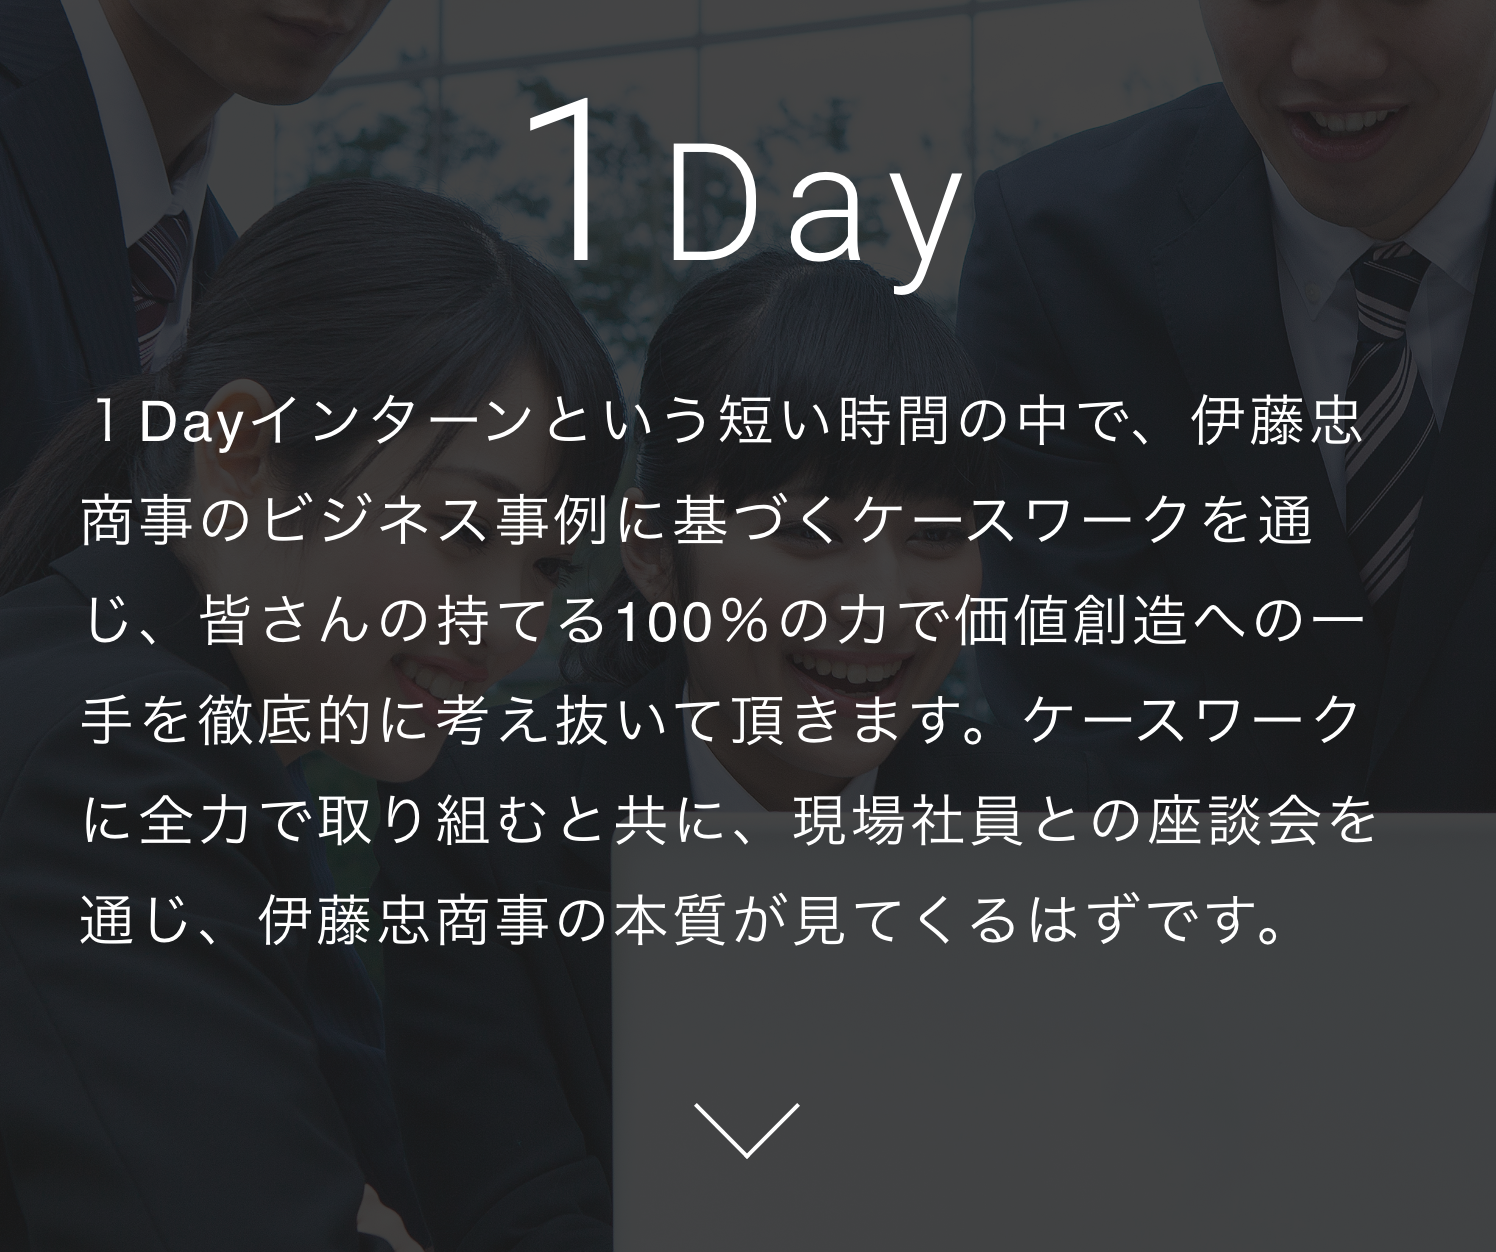 1 Day
１Dayインターンという短い時間の中で、伊藤忠
商事のビジネス事例に基づくケースワークを通
じ、皆さんの持てる100％の力で価値創造への一
手を徹底的に考え抜いて頂きます。ケースワーク
に全力で取り組むと共に、現場社員との座談会を
通じ、伊藤忠商事の本質が見てくるはずです。